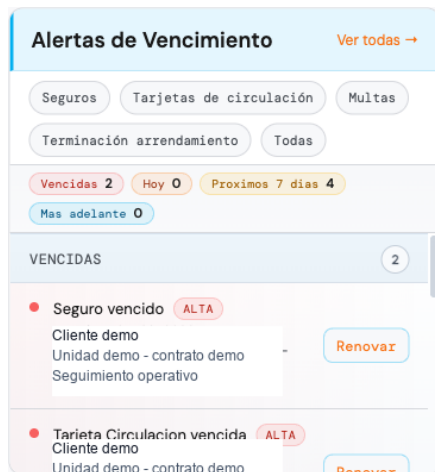 Alertas de Vencimiento
Ver todas →
Seguros
Tarjetas de circulación
Multas
Terminación arrendamiento
Todas
Vencidas 2
Hoy 0
Proximos 7 dias 4
Mas adelante 0
VENCIDAS
2
Seguro vencido ALTA
Cliente demo
Unidad demo - contrato demo
-
Seguimiento operativo
Renovar
Tarjeta Circulacion vencida ALTA
Cliente demo
Unidad demo - contrato demo
Renovar